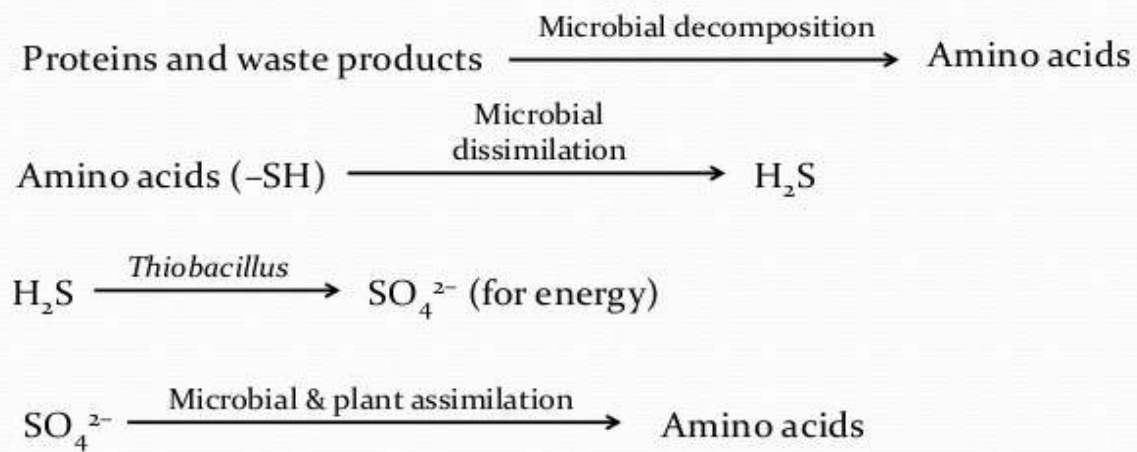 Microbial decomposition
Proteins and waste products → Amino acids
Microbial
dissimilation
Amino acids (–SH) → H₂S
Thiobacillus
H₂S → SO₄²⁻ (for energy)
Microbial & plant assimilation
SO₄²⁻ → Amino acids